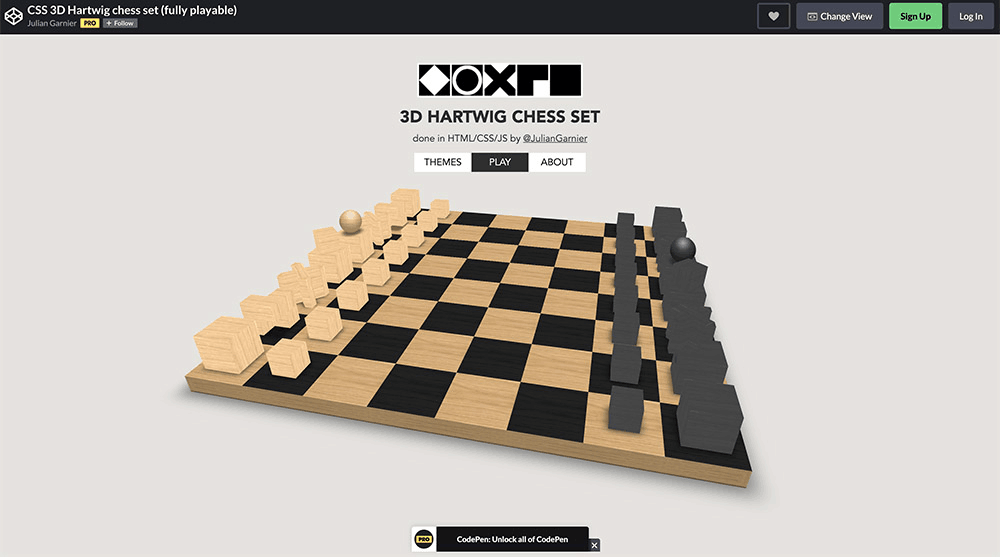 CSS 3D Hartwig chess set (fully playable)
Julian Garnier PRO + Follow
Change View
Sign Up
Log In
3D HARTWIG CHESS SET
done in HTML/CSS/JS by @JulianGarnier
THEMES PLAY ABOUT
PRO CodePen: Unlock all of CodePen